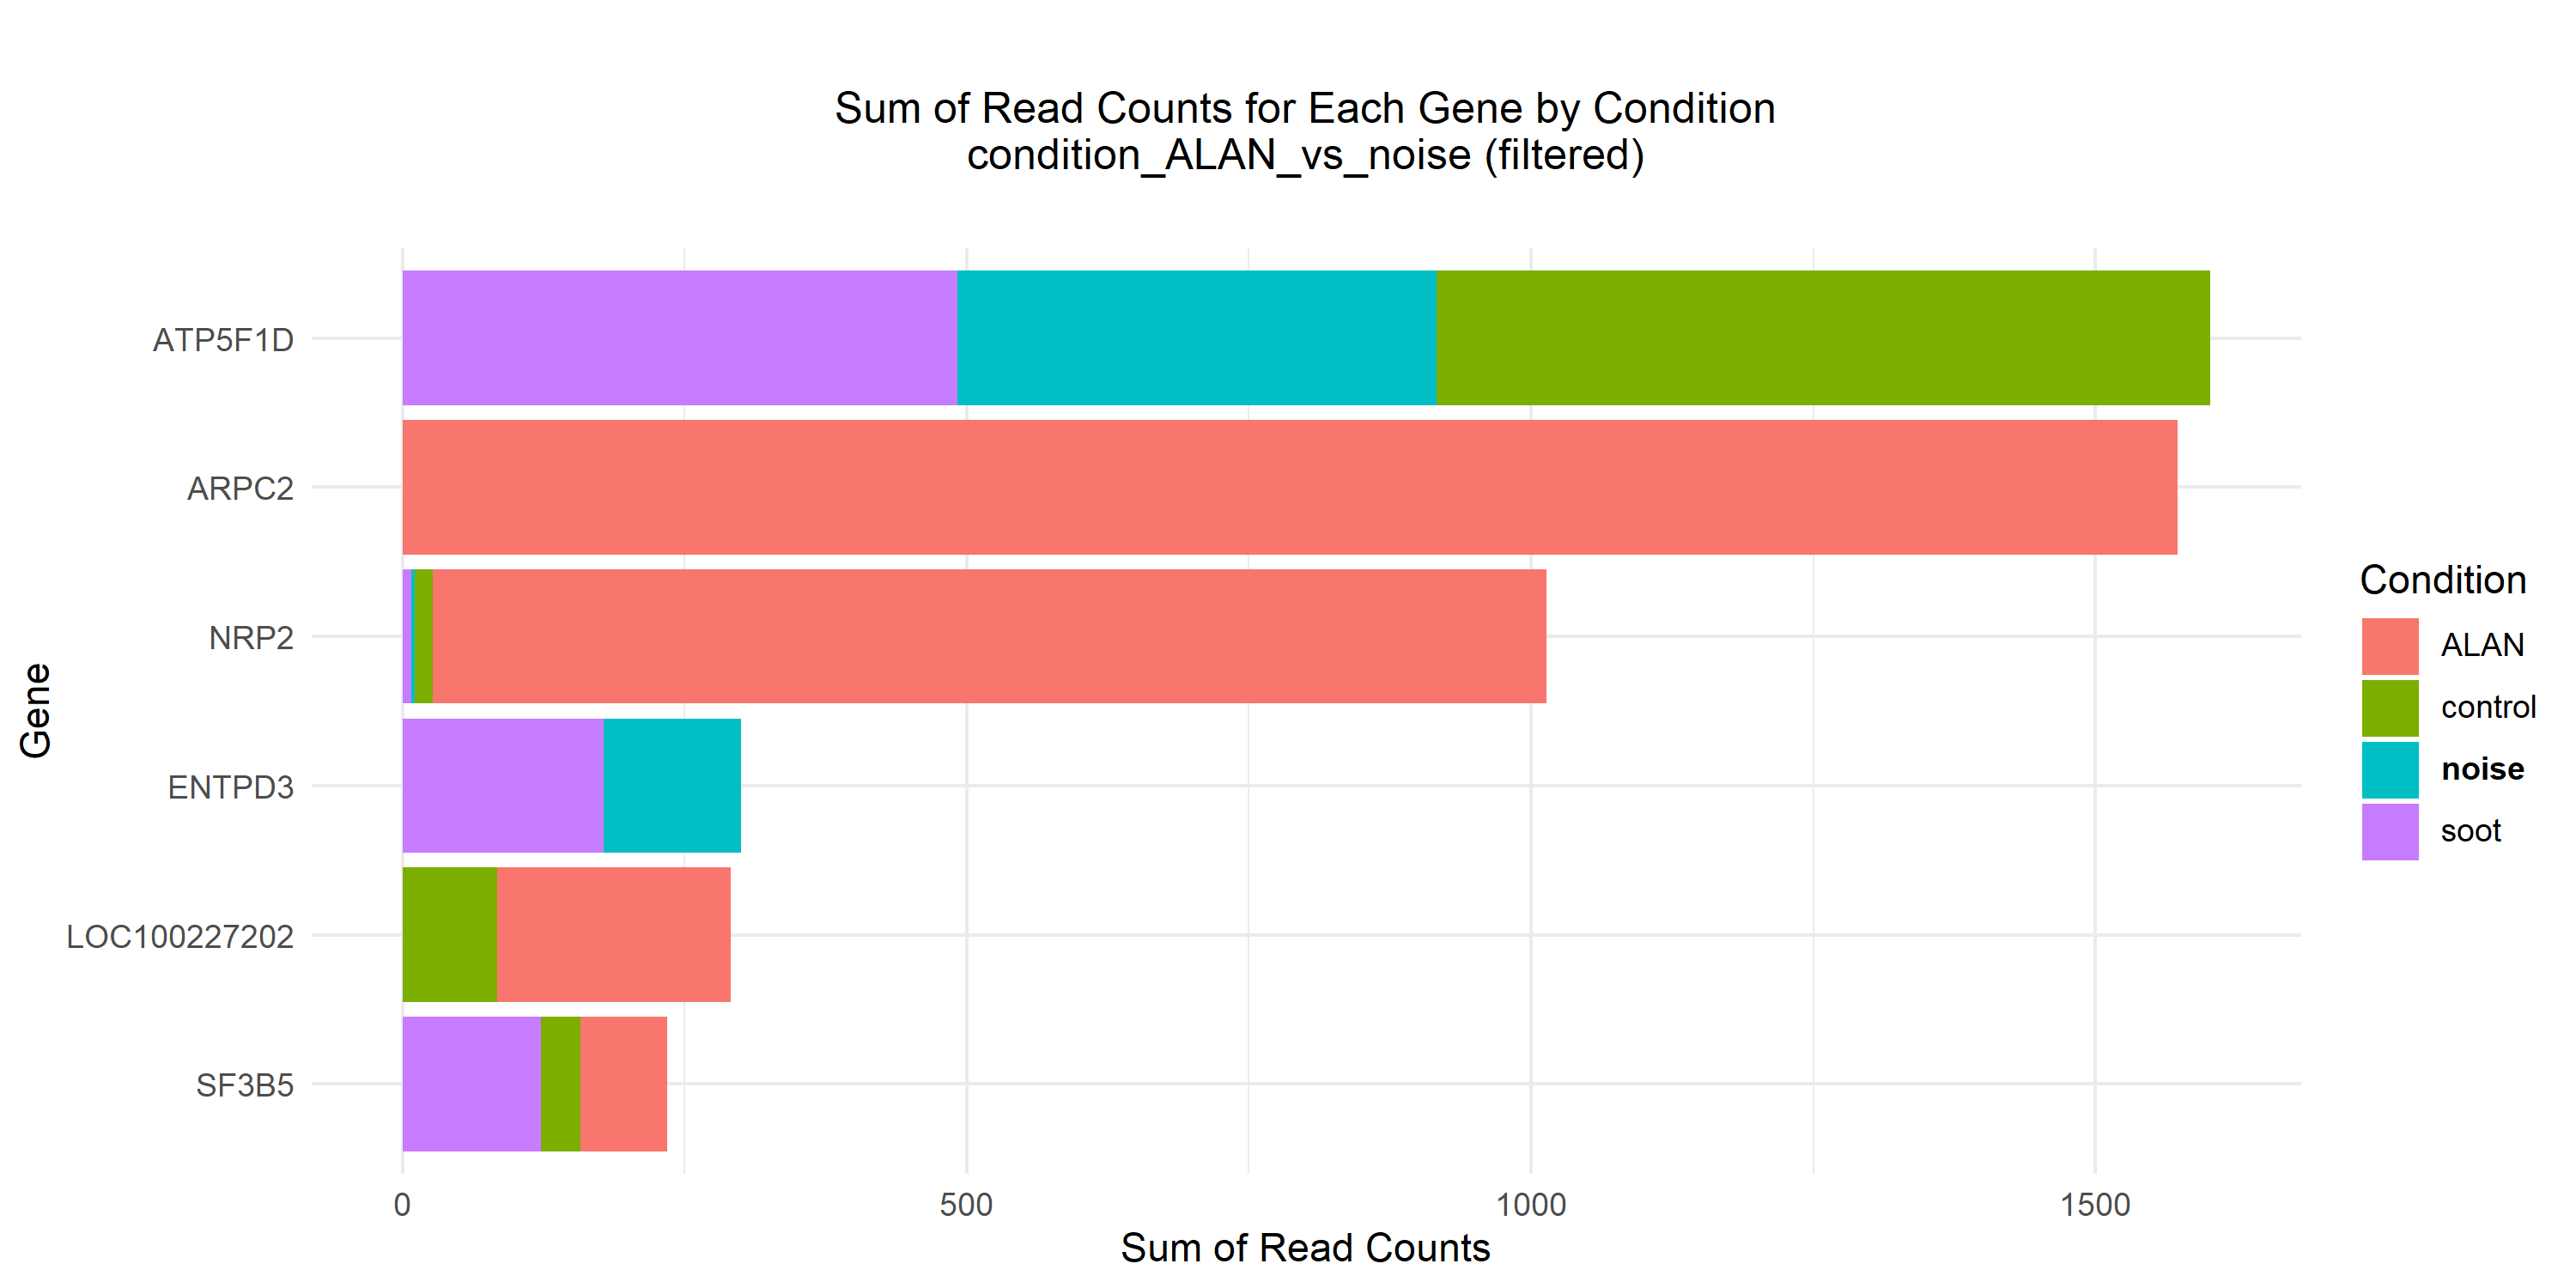 Sum of Read Counts for Each Gene by Condition
condition_ALAN_vs_noise (filtered)
Gene
ATP5F1D
ARPC2
NRP2
ENTPD3
LOC100227202
SF3B5
0 500 1000 1500
Sum of Read Counts
Condition
ALAN
control
noise
soot